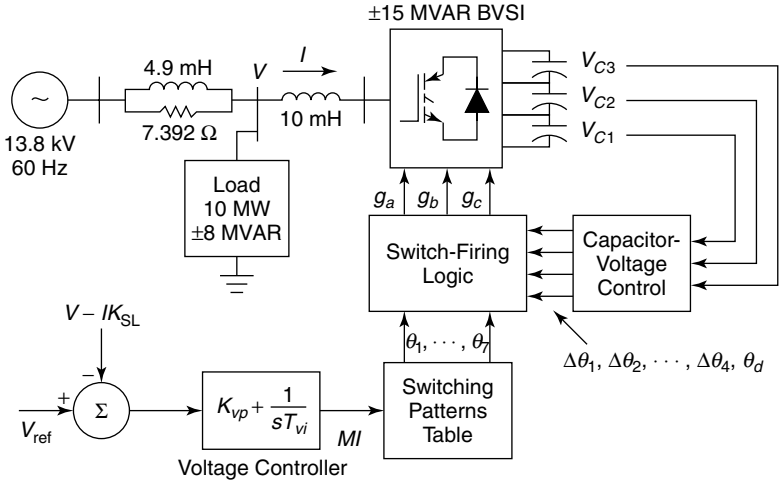 ±15 MVAR BVSI
4.9 mH
V
I
V_C3
V_C2
V_C1
~
7.392 Ω
10 mH
13.8 kV
60 Hz
Load
10 MW
±8 MVAR
g_a
g_b
g_c
Switch-Firing
Logic
Capacitor-
Voltage
Control
V – IK_SL
θ_1, ···, θ_7
Δθ_1, Δθ_2, ···, Δθ_4, θ_d
–
+
Σ
K_vp + 1/sT_vi
Switching
Patterns
Table
V_ref
MI
Voltage Controller